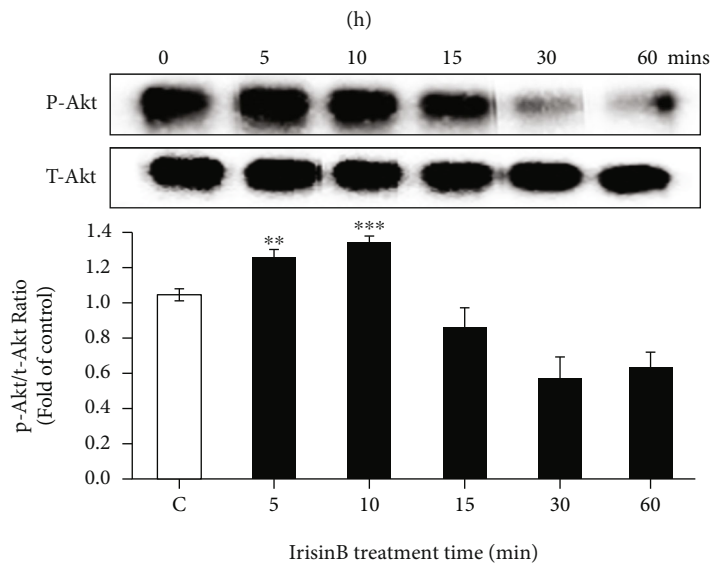 (h)
0 5 10 15 30 60 mins
P-Akt
T-Akt
1.4
1.2
1.0
0.8
0.6
0.4
0.2
0.0
p-Akt/t-Akt Ratio
(Fold of control)
** ***
C 5 10 15 30 60
IrisinB treatment time (min)